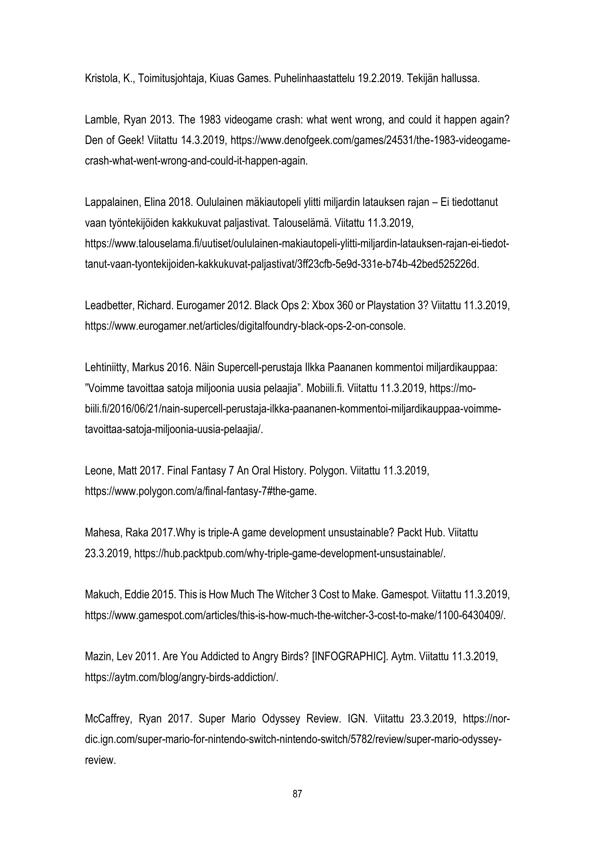 Kristola, K., Toimitusjohtaja, Kiuas Games. Puhelinhaastattelu 19.2.2019. Tekijän hallussa.
Lamble, Ryan 2013. The 1983 videogame crash: what went wrong, and could it happen again?
Den of Geek! Viitattu 14.3.2019, https://www.denofgeek.com/games/24531/the-1983-videogame-
crash-what-went-wrong-and-could-it-happen-again.
Lappalainen, Elina 2018. Oululainen mäkiautopeli ylitti miljardin latauksen rajan – Ei tiedottanut
vaan työntekijöiden kakkukuvat paljastivat. Talouselämä. Viitattu 11.3.2019,
https://www.talouselama.fi/uutiset/oululainen-makiautopeli-ylitti-miljardin-latauksen-rajan-ei-tiedot-
tanut-vaan-tyontekijoiden-kakkukuvat-paljastivat/3ff23cfb-5e9d-331e-b74b-42bed525226d.
Leadbetter, Richard. Eurogamer 2012. Black Ops 2: Xbox 360 or Playstation 3? Viitattu 11.3.2019,
https://www.eurogamer.net/articles/digitalfoundry-black-ops-2-on-console.
Lehtiniitty, Markus 2016. Näin Supercell-perustaja Ilkka Paananen kommentoi miljardikauppaa:
"Voimme tavoittaa satoja miljoonia uusia pelaajia”. Mobiili.fi. Viitattu 11.3.2019, https://mo-
biili.fi/2016/06/21/nain-supercell-perustaja-ilkka-paananen-kommentoi-miljardikauppaa-voimme-
tavoittaa-satoja-miljoonia-uusia-pelaajia/.
Leone, Matt 2017. Final Fantasy 7 An Oral History. Polygon. Viitattu 11.3.2019,
https://www.polygon.com/a/final-fantasy-7#the-game.
Mahesa, Raka 2017.Why is triple-A game development unsustainable? Packt Hub. Viitattu
23.3.2019, https://hub.packtpub.com/why-triple-game-development-unsustainable/.
Makuch, Eddie 2015. This is How Much The Witcher 3 Cost to Make. Gamespot. Viitattu 11.3.2019,
https://www.gamespot.com/articles/this-is-how-much-the-witcher-3-cost-to-make/1100-6430409/.
Mazin, Lev 2011. Are You Addicted to Angry Birds? [INFOGRAPHIC]. Aytm. Viitattu 11.3.2019,
https://aytm.com/blog/angry-birds-addiction/.
McCaffrey, Ryan 2017. Super Mario Odyssey Review. IGN. Viitattu 23.3.2019, https://nor-
dic.ign.com/super-mario-for-nintendo-switch-nintendo-switch/5782/review/super-mario-odyssey-
review.
87